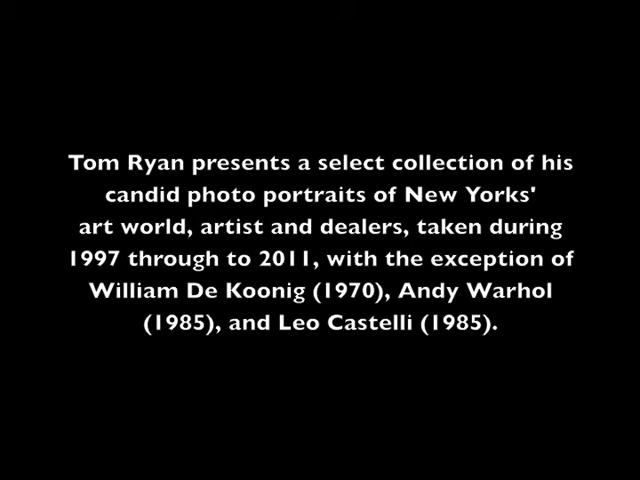 Tom Ryan presents a select collection of his
candid photo portraits of New Yorks'
art world, artist and dealers, taken during
1997 through to 2011, with the exception of
William De Koonig (1970), Andy Warhol
(1985), and Leo Castelli (1985).